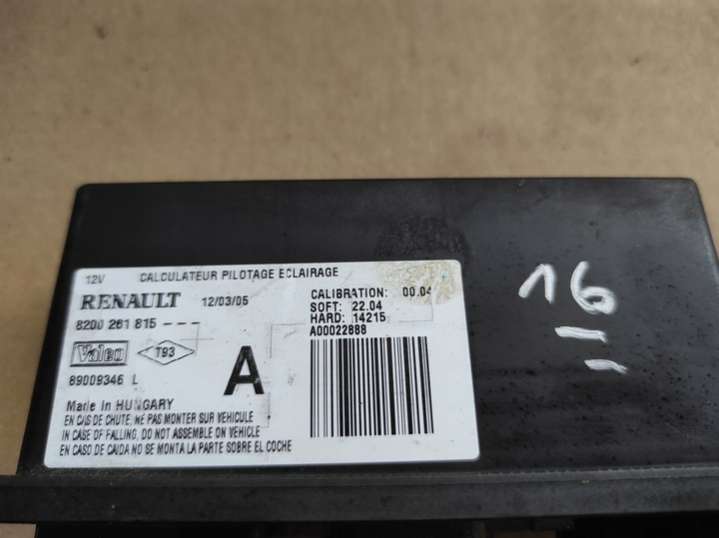 12V CALCULATEUR PILOTAGE ECLAIRAGE
RENAULT 12/03/05
8200 261 815 ---
Valeo T93
89009346 L
A
CALIBRATION: 00.04
SOFT: 22.04
HARD: 14215
A00022888
Made in HUNGARY
EN CAS DE CHUTE, NE PAS MONTER SUR VEHICULE
IN CASE OF FALLING, DO NOT ASSEMBLE ON VEHICLE
EN CASO DE CAIDA NO SE MONTA LA PARTE SOBRE EL COCHE
16